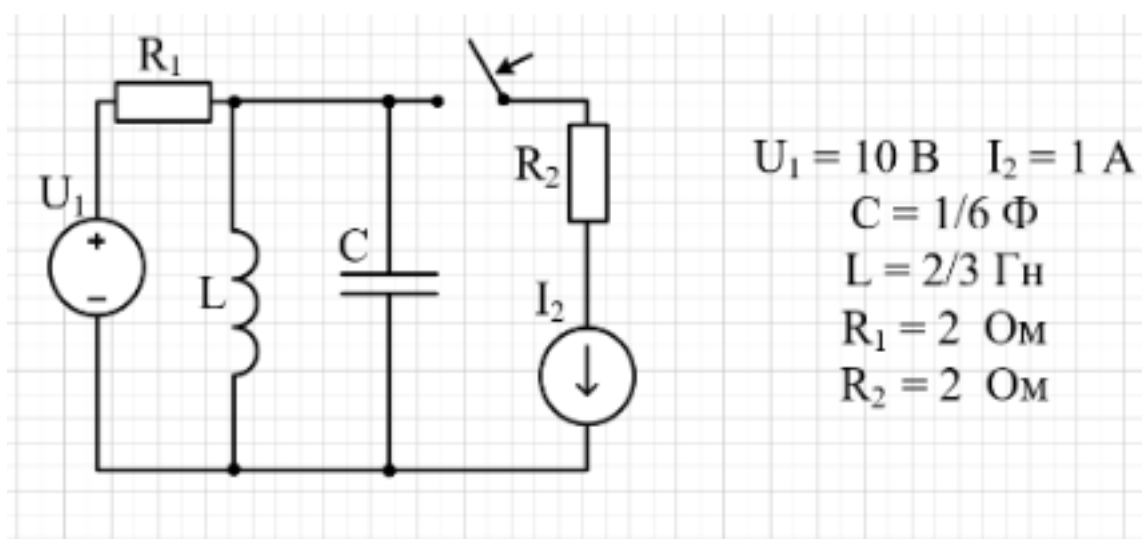 R₁
R₂
U₁
C
L
I₂
U₁ = 10 В I₂ = 1 А
C = 1/6 Ф
L = 2/3 Гн
R₁ = 2 Ом
R₂ = 2 Ом